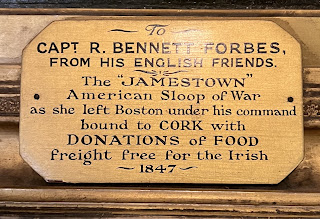 To
CAPT R. BENNETT FORBES,
FROM HIS ENGLISH FRIENDS.
The "JAMESTOWN"
American Sloop of War
as she left Boston under his command
bound to CORK with
DONATIONS of FOOD
freight free for the Irish
1847